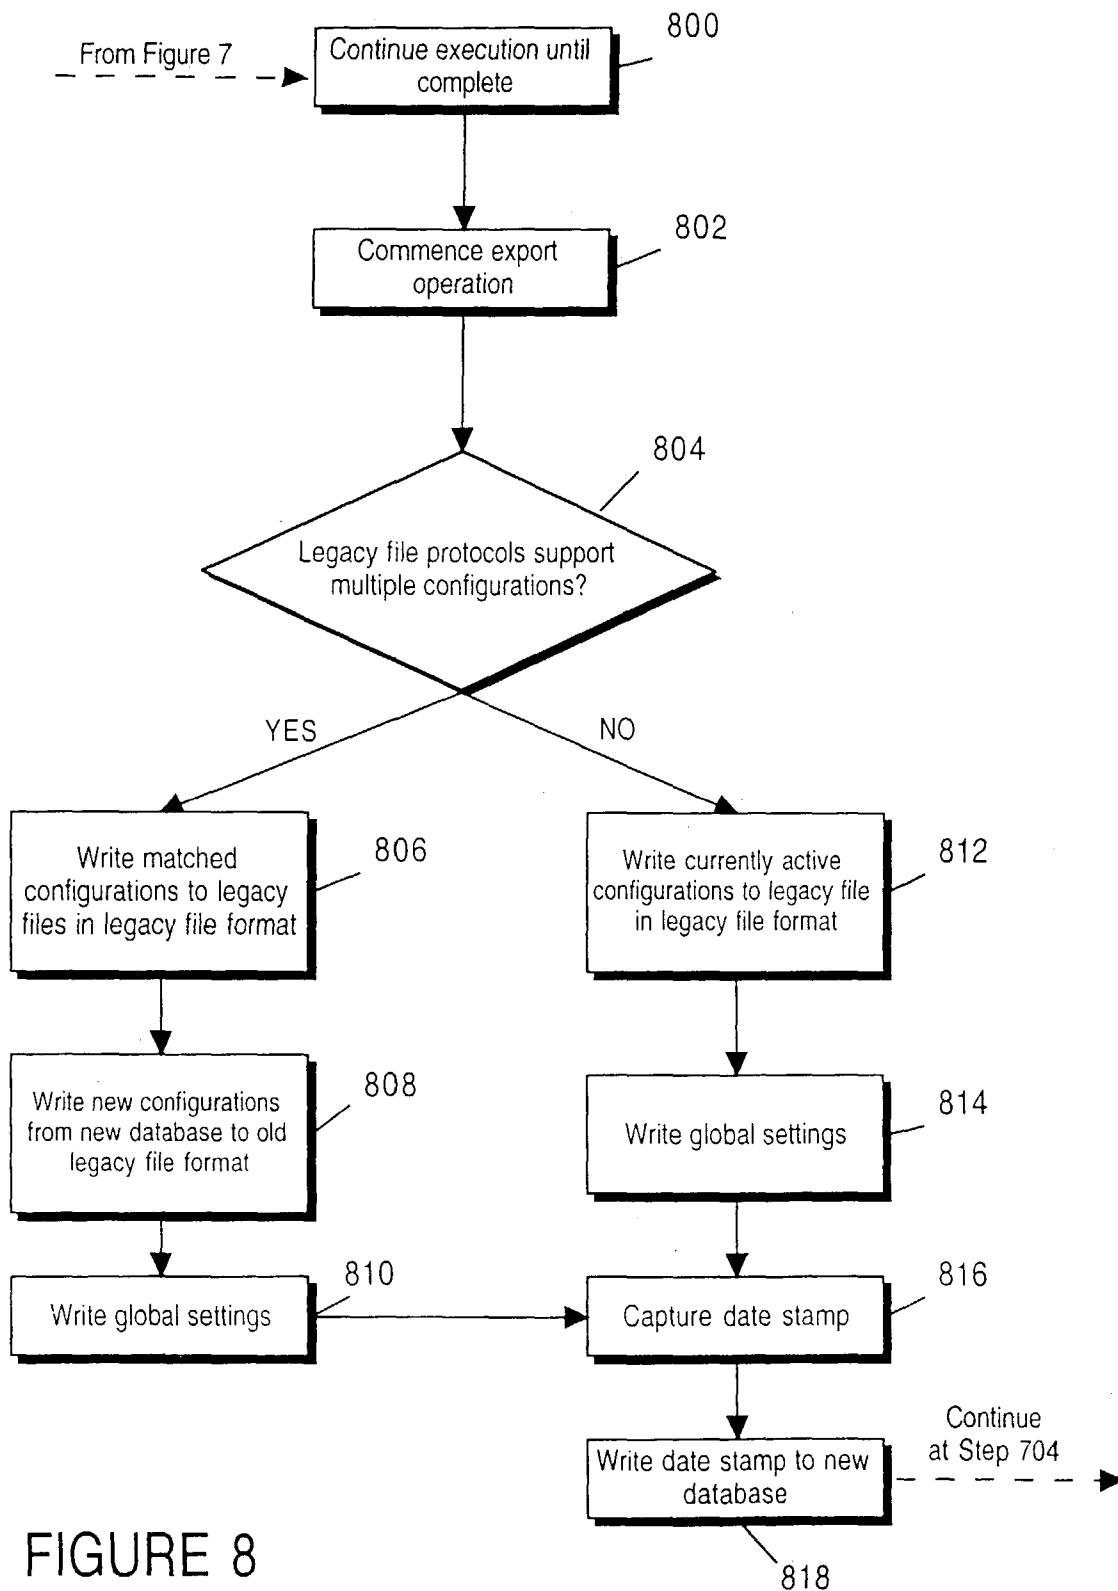 800
From Figure 7
Continue execution until
complete
802
Commence export
operation
804
Legacy file protocols support
multiple configurations?
YES
NO
Write matched
configurations to legacy
files in legacy file format
806
Write currently active
configurations to legacy file
in legacy file format
812
Write new configurations
from new database to old
legacy file format
808
Write global settings
814
Write global settings
810
Capture date stamp
816
Write date stamp to new
database
Continue
at Step 704
818
FIGURE 8